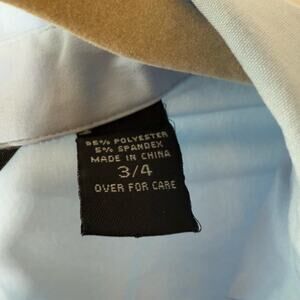 95% POLYESTER
5% SPANDEX
MADE IN CHINA
3/4
OVER FOR CARE